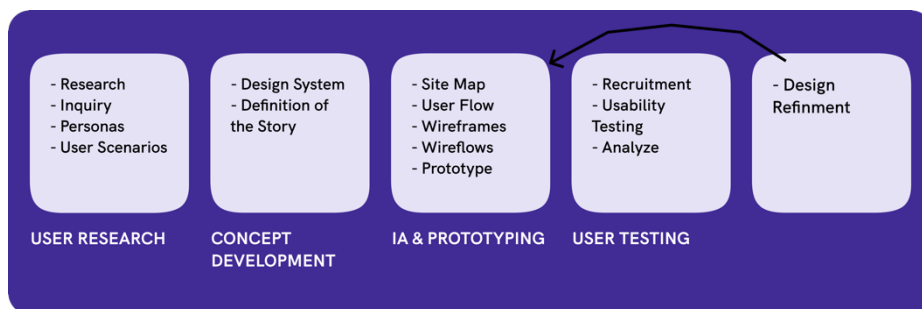 - Research
- Inquiry
- Personas
- User Scenarios
USER RESEARCH
- Design System
- Definition of
the Story
CONCEPT
DEVELOPMENT
- Site Map
- User Flow
- Wireframes
- Wireflows
- Prototype
IA & PROTOTYPING
- Recruitment
- Usability
Testing
- Analyze
USER TESTING
- Design
Refinment